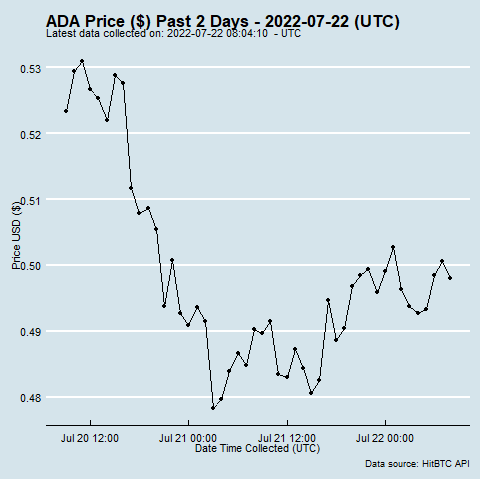 ADA Price ($) Past 2 Days - 2022-07-22 (UTC)
Latest data collected on: 2022-07-22 08:04:10 - UTC
Price USD ($)
0.53
0.52
0.51
0.50
0.49
0.48
Jul 20 12:00
Jul 21 00:00
Jul 21 12:00
Jul 22 00:00
Date Time Collected (UTC)
Data source: HitBTC API